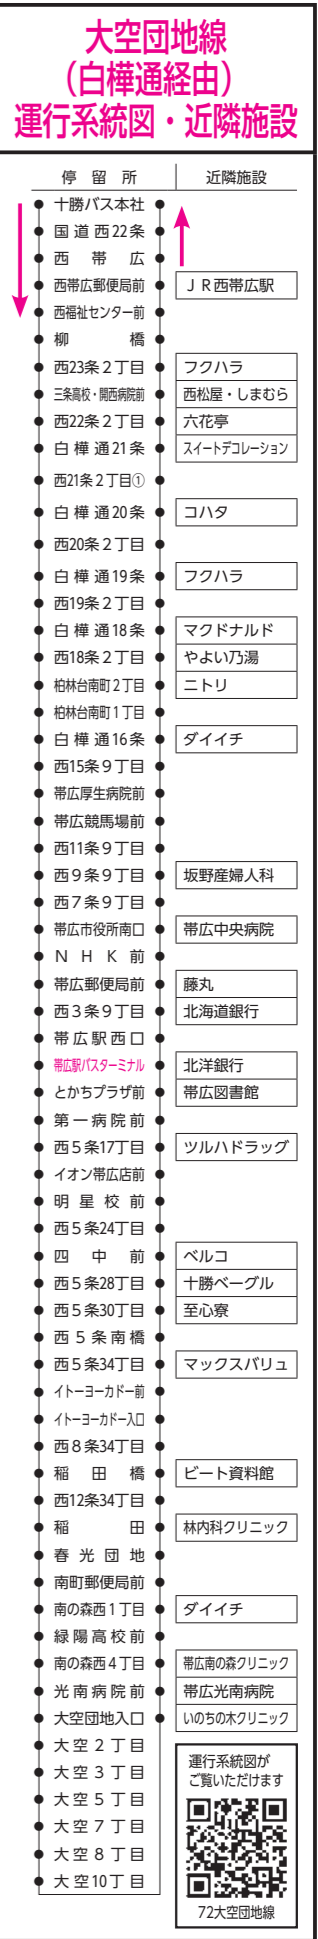 大空団地線
（白樺通経由）
運行系統図・近隣施設
停留所 近隣施設
十勝バス本社
国道西22条
西帯広
西帯広郵便局前 ＪＲ西帯広駅
西福祉センター前
柳橋
西23条２丁目 フクハラ
三条高校・開西病院前 西松屋・しまむら
西22条２丁目 六花亭
白樺通21条 スイートデコレーション
西21条２丁目①
白樺通20条 コハタ
西20条２丁目
白樺通19条 フクハラ
西19条２丁目
白樺通18条 マクドナルド
西18条２丁目 やよい乃湯
柏林台南町２丁目 ニトリ
柏林台南町１丁目
白樺通16条 ダイイチ
西15条９丁目
帯広厚生病院前
帯広競馬場前
西11条９丁目
西９条９丁目 坂野産婦人科
西７条９丁目
帯広市役所南口 帯広中央病院
ＮＨＫ前
帯広郵便局前 藤丸
西３条９丁目 北海道銀行
帯広駅西口
帯広駅バスターミナル 北洋銀行
とかちプラザ前 帯広図書館
第一病院前
西５条17丁目 ツルハドラッグ
イオン帯広店前
明星校前
西５条24丁目
四中前 ベルコ
西５条28丁目 十勝ベーグル
西５条30丁目 至心寮
西５条南橋
西５条34丁目 マックスバリュ
イトーヨーカドー前
イトーヨーカドー入口
西８条34丁目
稲田橋 ビート資料館
西12条34丁目
稲田 林内科クリニック
春光団地
南町郵便局前
南の森西１丁目 ダイイチ
緑陽高校前
南の森西４丁目 帯広南の森クリニック
光南病院前 帯広光南病院
大空団地入口 いのちの木クリニック
大空２丁目
大空３丁目
大空５丁目
大空７丁目
大空８丁目
大空10丁目
運行系統図が
ご覧いただけます
72大空団地線